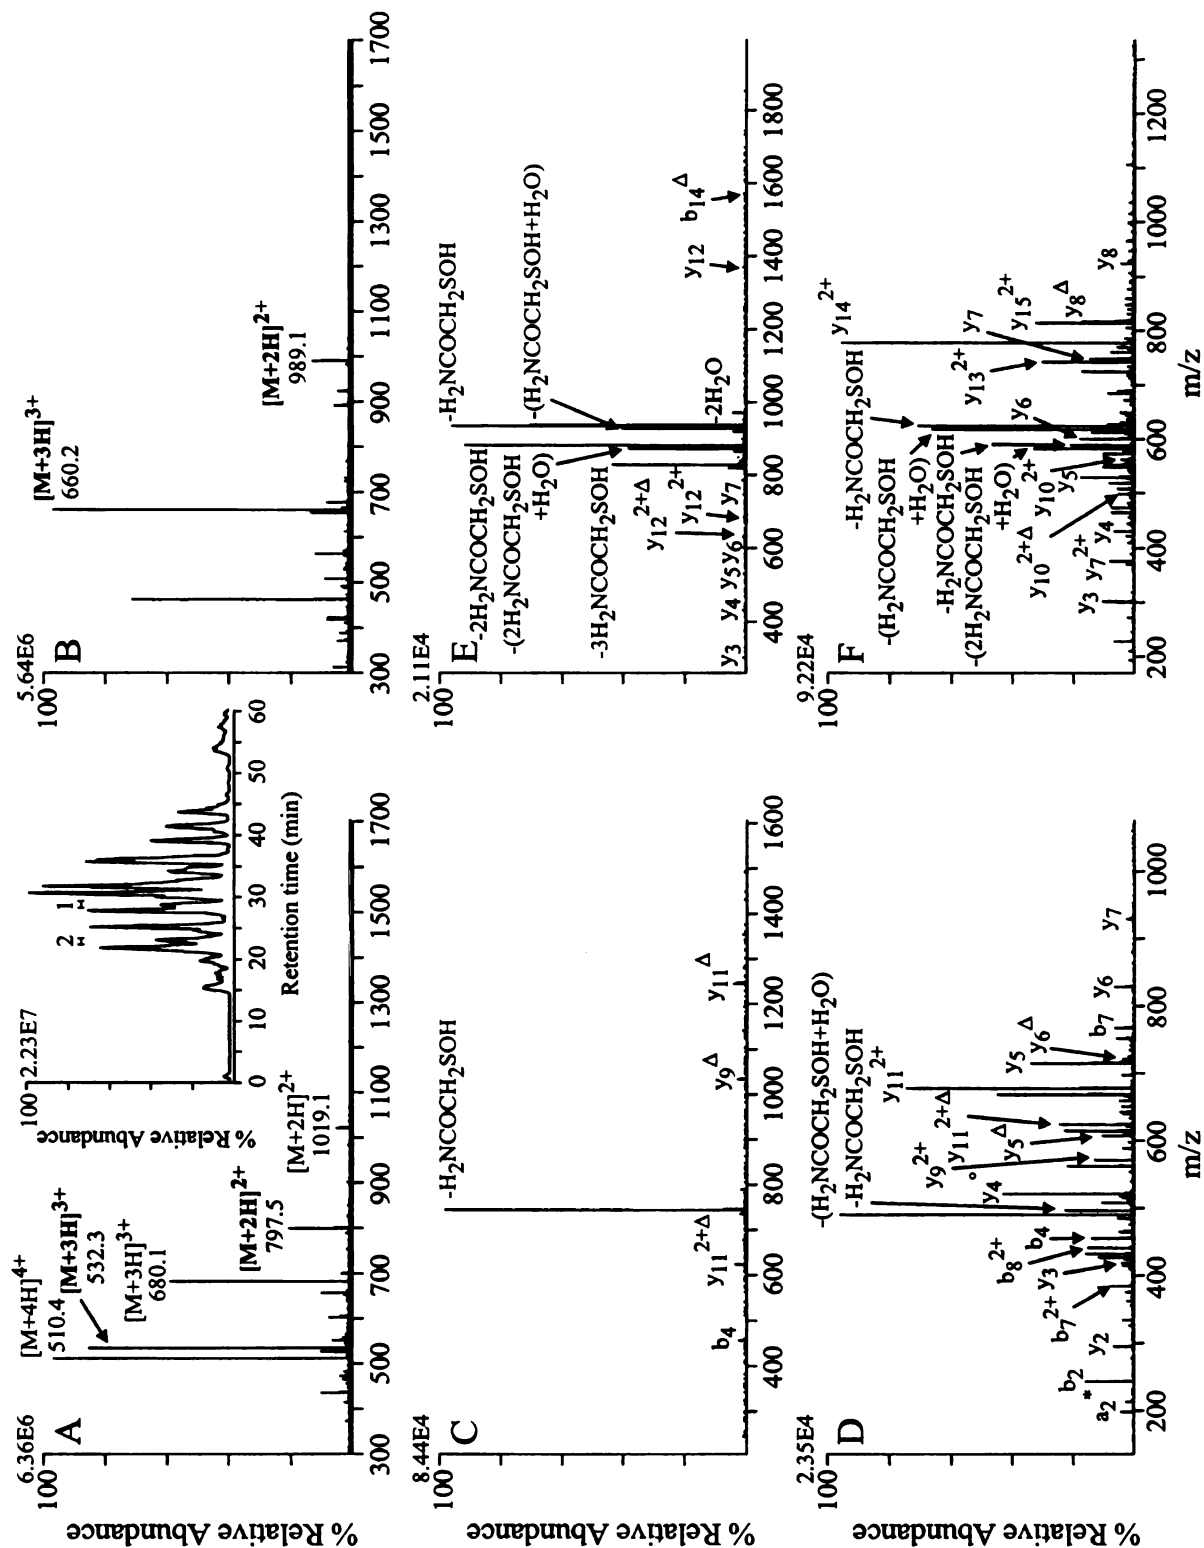 6.36E6
100
A
[M+4H]4+
510.4
[M+3H]3+
532.3
[M+3H]3+
680.1
[M+2H]2+
797.5
[M+2H]2+
1019.1
300 500 700 900 1100 1300 1500 1700
% Relative Abundance
100 2.23E7
% Relative Abundance
2 1
0 10 20 30 40 50 60
Retention time (min)
5.64E6
100
B
[M+3H]3+
660.2
[M+2H]2+
989.1
300 500 700 900 1100 1300 1500 1700
8.44E4
100
C
-H2NCOCH2SOH
b4
y11 2+Δ
y9 Δ
y11 Δ
400 600 800 1000 1200 1400 1600
% Relative Abundance
2.11E4
100
E
-H2NCOCH2SOH
-2H2NCOCH2SOH
-(H2NCOCH2SOH+H2O)
-(2H2NCOCH2SOH
+H2O)
-3H2NCOCH2SOH
-2H2O
y12 2+Δ
y12 2+
y3 y4 y5 y6 y7
y12
b14 Δ
400 600 800 1000 1200 1400 1600 1800
2.35E4
100
D
-(H2NCOCH2SOH+H2O)
-H2NCOCH2SOH
y11 2+
y11 2+Δ
y9 2+
°
y5 Δ
y4
b4
b8 2+
y3
b7 2+
y2
b2
*
a2
y5
y6 Δ
b7
y6
y7
200 400 600 800 1000
m/z
% Relative Abundance
9.22E4
100
F
-H2NCOCH2SOH
-(H2NCOCH2SOH
+H2O)
-H2NCOCH2SOH
-(2H2NCOCH2SOH
+H2O)
y14 2+
y13 2+
y7
y15 2+
y8 Δ
y6
y8
y10 2+
y5
y10 2+Δ
y4
y7 2+
y3
200 400 600 800 1000 1200
m/z